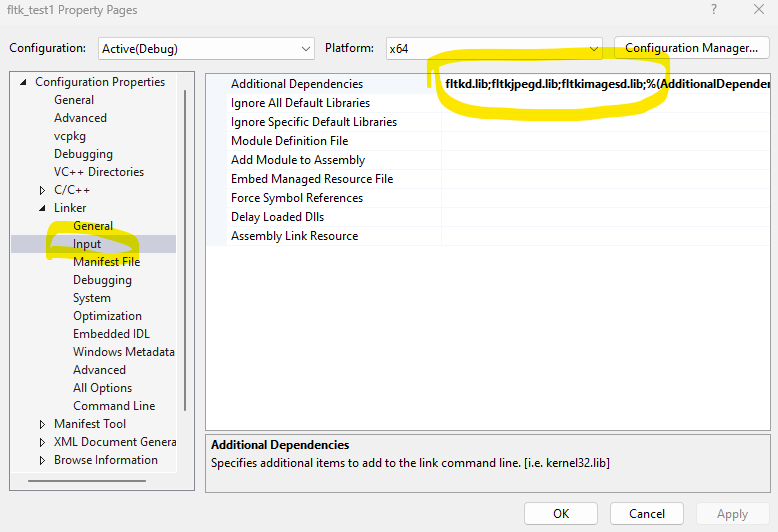 fltk_test1 Property Pages
?
Configuration: Active(Debug) Platform: x64 Configuration Manager...
Configuration Properties
General
Advanced
vcpkg
Debugging
VC++ Directories
C/C++
Linker
General
Input
Manifest File
Debugging
System
Optimization
Embedded IDL
Windows Metadata
Advanced
All Options
Command Line
Manifest Tool
XML Document Genera
Browse Information
Additional Dependencies fltkd.lib;fltkjpegd.lib;fltkimagesd.lib;%(AdditionalDepender
Ignore All Default Libraries
Ignore Specific Default Libraries
Module Definition File
Add Module to Assembly
Embed Managed Resource File
Force Symbol References
Delay Loaded Dlls
Assembly Link Resource
Additional Dependencies
Specifies additional items to add to the link command line. [i.e. kernel32.lib]
OK Cancel Apply